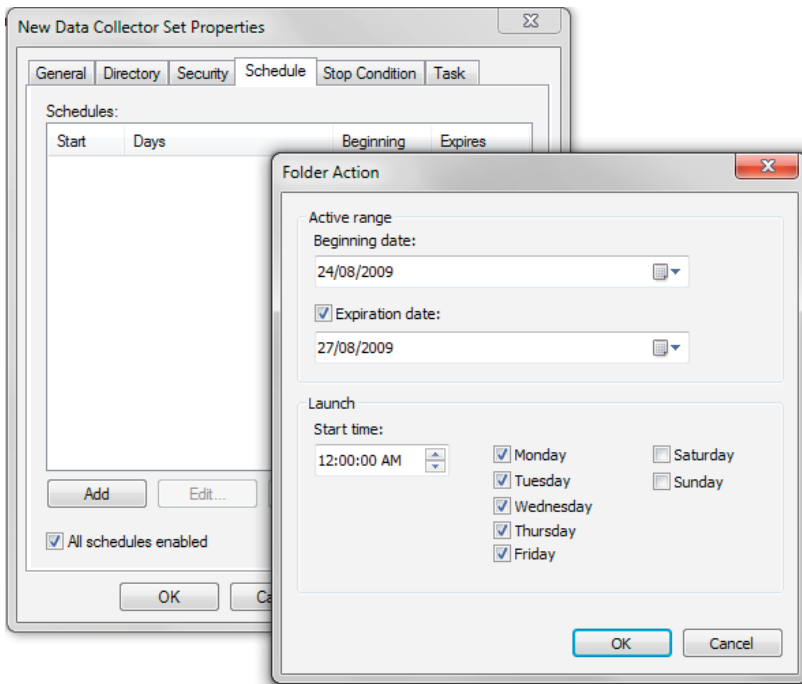 New Data Collector Set Properties
General Directory Security Schedule Stop Condition Task
Schedules:
Start Days Beginning Expires
Add Edit...
All schedules enabled
OK
Folder Action
Active range
Beginning date:
24/08/2009
Expiration date:
27/08/2009
Launch
Start time:
12:00:00 AM
Monday
Tuesday
Wednesday
Thursday
Friday
Saturday
Sunday
OK Cancel